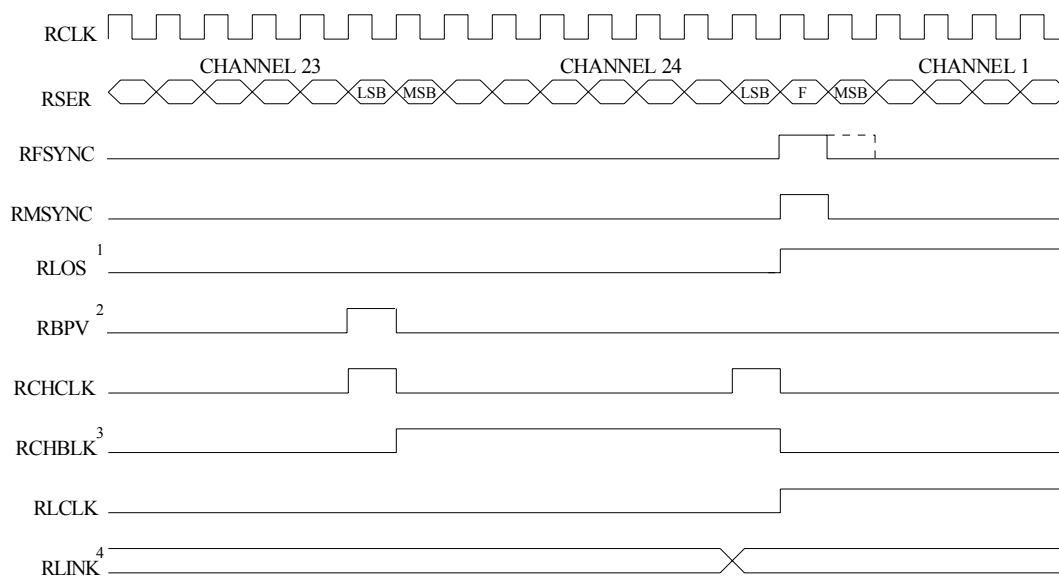 RCLK
CHANNEL 23 CHANNEL 24 CHANNEL 1
RSER LSB MSB LSB F MSB
RFSYNC
RMSYNC
RLOS 1
RBPV 2
RCHCLK
RCHBLK 3
RLCLK
RLINK 4